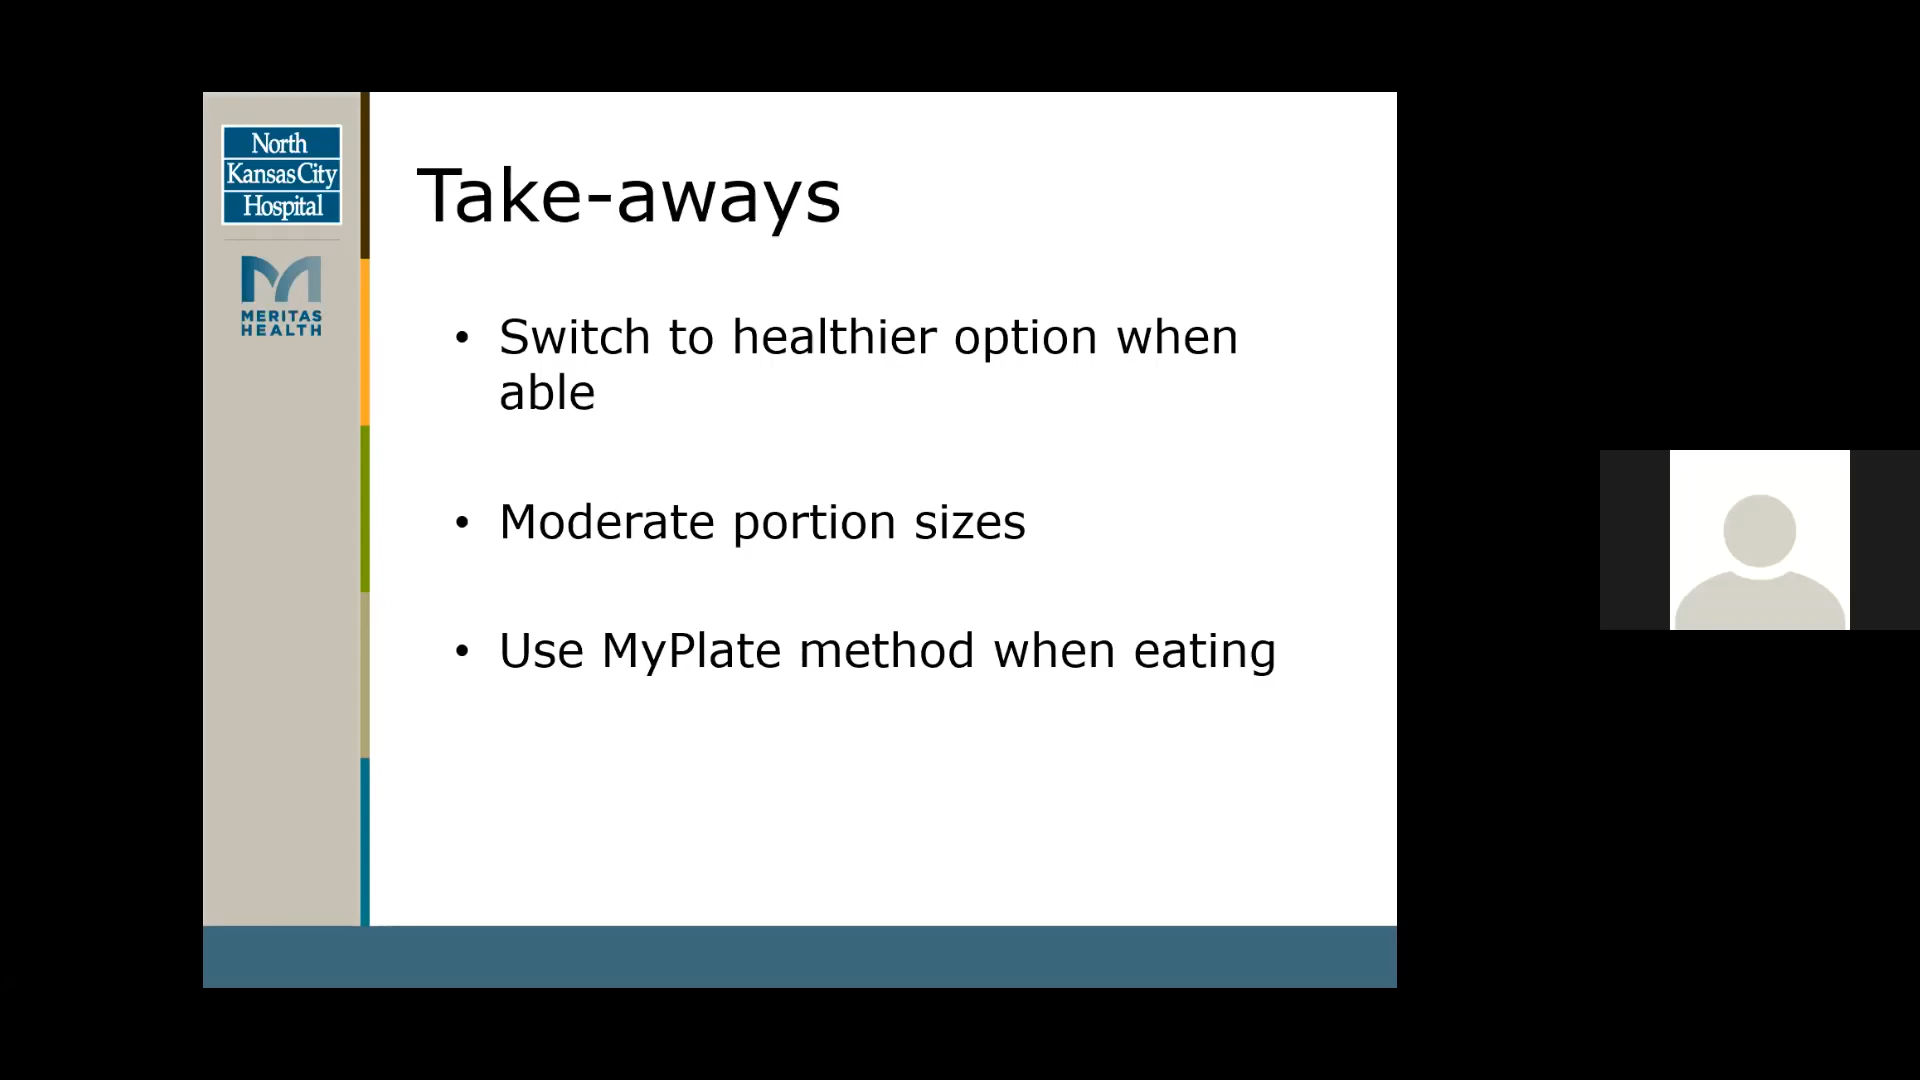 North
Kansas City
Hospital
MERITAS
HEALTH
Take-aways
• Switch to healthier option when
able
• Moderate portion sizes
• Use MyPlate method when eating